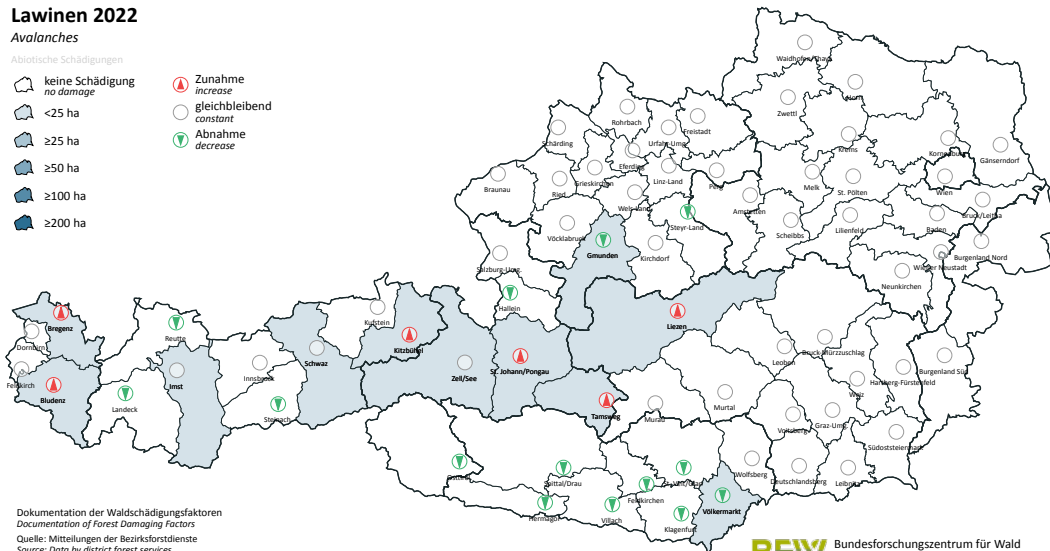 Lawinen 2022
Avalanches
Abiotische Schädigungen
keine Schädigung
no damage
<25 ha
≥25 ha
≥50 ha
≥100 ha
≥200 ha
Zunahme
increase
gleichbleibend
constant
Abnahme
decrease
Waidhofen/Thaya
Horn
Zwettl
Rohrbach
Freistadt
Schärding
Urfahr-Umg.
Krems
Korneuburg
Gänserndorf
Eferding
Grieskirchen
Linz-Land
Braunau
Ried
Perg
Melk
St. Pölten
Wien
Wels-Land
Amstetten
Bruck/Leitha
Steyr-Land
Scheibbs
Lilienfeld
Baden
Vöcklabruck
Gmunden
Kirchdorf
Burgenland Nord
Salzburg-Umg.
Wiener Neustadt
Neunkirchen
Hallein
Bregenz
Kufstein
Liezen
Dornbirn
Reutte
Kitzbühel
Leoben
Bruck-Mürzzuschlag
Schwaz
Zell/See
St. Johann/Pongau
Burgenland Süd
Feldkirch
Innsbruck
Imst
Hartberg-Fürstenfeld
Weiz
Bludenz
Landeck
Steinach
Tamsweg
Murau
Murtal
Voitsberg
Graz-Umg.
Südoststeiermark
Osttirol
Spittal/Drau
St. Veit/Glan
Wolfsberg
Deutschlandsberg
Leibnitz
Feldkirchen
Hermagor
Villach
Klagenfurt
Völkermarkt
Dokumentation der Waldschädigungsfaktoren
Documentation of Forest Damaging Factors
Quelle: Mitteilungen der Bezirksforstdienste
Source: Data by district forest services
BFW
Bundesforschungszentrum für Wald